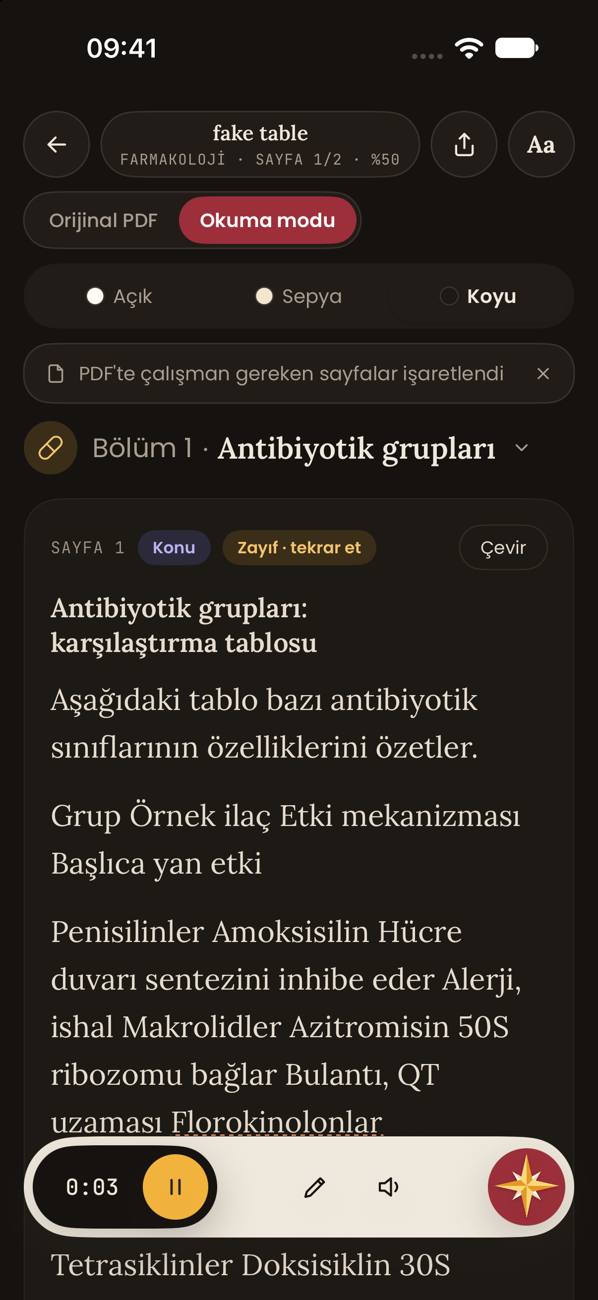 09:41
fake table
FARMAKOLOJİ · SAYFA 1/2 · %50
Aa
Orijinal PDF
Okuma modu
Açık
Sepya
Koyu
PDF'te çalışman gereken sayfalar işaretlendi
Bölüm 1 · Antibiyotik grupları
SAYFA 1
Konu
Zayıf · tekrar et
Çevir
Antibiyotik grupları:
karşılaştırma tablosu
Aşağıdaki tablo bazı antibiyotik
sınıflarının özelliklerini özetler.
Grup Örnek ilaç Etki mekanizması
Başlıca yan etki
Penisilinler Amoksisilin Hücre
duvarı sentezini inhibe eder Alerji,
ishal Makrolidler Azitromisin 50S
ribozomu bağlar Bulantı, QT
uzaması Florokinolonlar
0:03
Tetrasiklinler Doksisiklin 30S